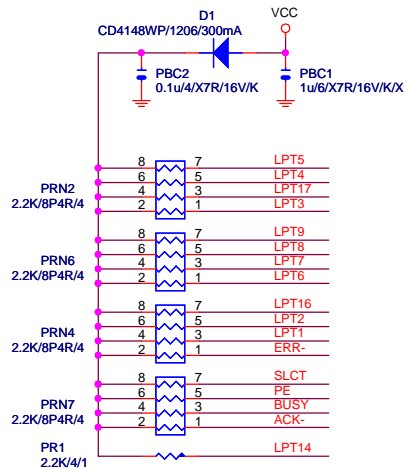 D1
CD4148WP/1206/300mA
VCC
PBC2
0.1u/4/X7R/16V/K
PBC1
1u/6/X7R/16V/K/X
8 7 LPT5
6 5 LPT4
4 3 LPT17
2 1 LPT3
PRN2
2.2K/8P4R/4
8 7 LPT9
6 5 LPT8
4 3 LPT7
2 1 LPT6
PRN6
2.2K/8P4R/4
8 7 LPT16
6 5 LPT2
4 3 LPT1
2 1 ERR-
PRN4
2.2K/8P4R/4
8 7 SLCT
6 5 PE
4 3 BUSY
2 1 ACK-
PRN7
2.2K/8P4R/4
PR1
2.2K/4/1
LPT14